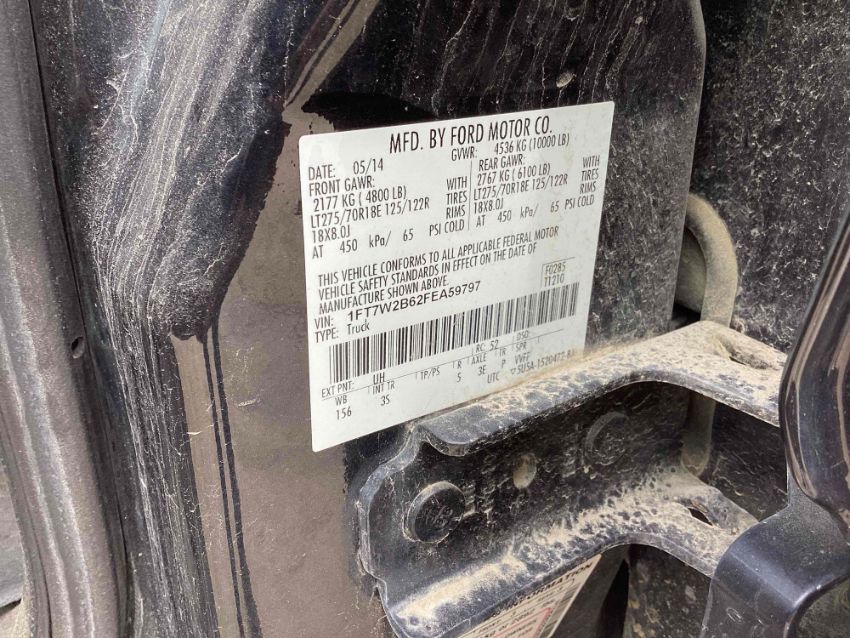 MFD. BY FORD MOTOR CO.
DATE: 05/14 GVWR: 4536 KG (10000 LB)
FRONT GAWR: REAR GAWR:
2177 KG ( 4800 LB) WITH 2767 KG ( 6100 LB) WITH
LT275/70R18E 125/122R TIRES LT275/70R18E 125/122R TIRES
18X8.0J RIMS 18X8.0J RIMS
AT 450 kPa/ 65 PSI COLD AT 450 kPa/ 65 PSI COLD
THIS VEHICLE CONFORMS TO ALL APPLICABLE FEDERAL MOTOR
VEHICLE SAFETY STANDARDS IN EFFECT ON THE DATE OF
MANUFACTURE SHOWN ABOVE.
VIN: 1FT7W2B62FEA59797
TYPE: Truck
F0285
T1210
EXT PNT: UH RC: 52 DSO:
WB INT TR TP/PS R AXLE TR SPR
156 3S 5 3E P VVFF
UTC
INFORMATION